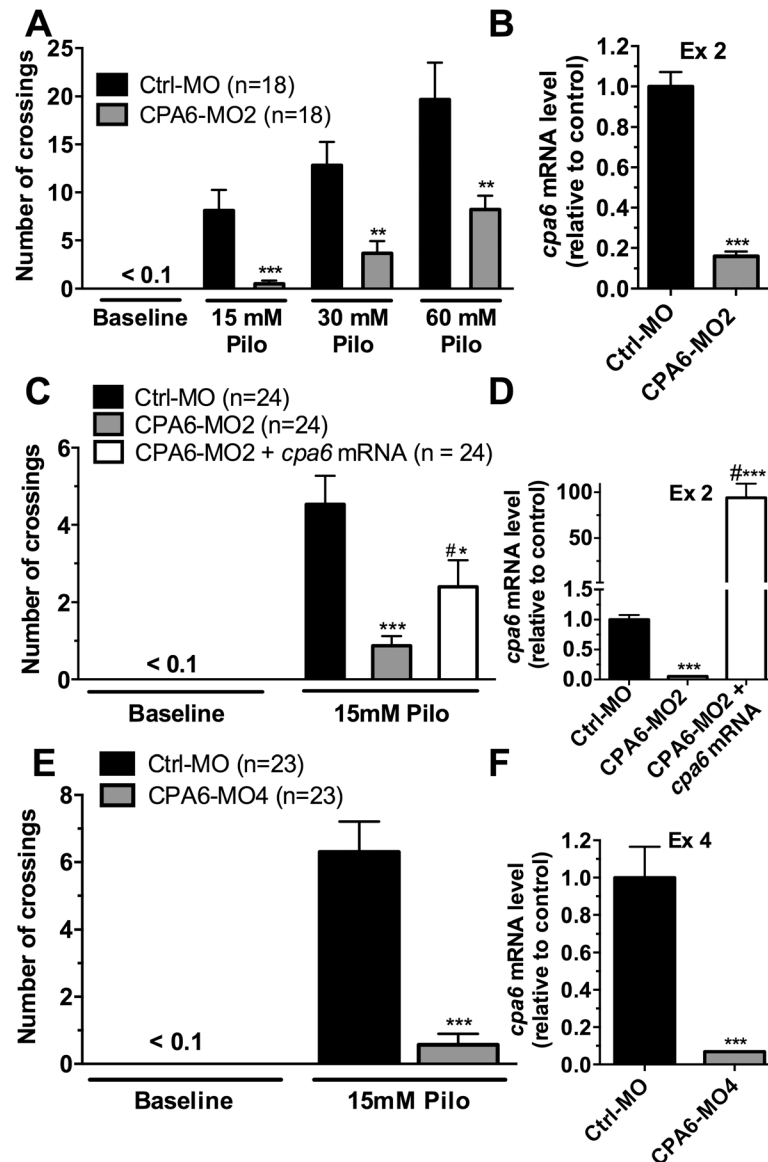 A
Number of crossings
25
20
15
10
5
0
Ctrl-MO (n=18)
CPA6-MO2 (n=18)
< 0.1
***
**
**
Baseline
15 mM
Pilo
30 mM
Pilo
60 mM
Pilo
B
cpa6 mRNA level
(relative to control)
1.2
1.0
0.8
0.6
0.4
0.2
0.0
Ex 2
***
Ctrl-MO
CPA6-MO2
C
Ctrl-MO (n=24)
CPA6-MO2 (n=24)
CPA6-MO2 + cpa6 mRNA (n = 24)
Number of crossings
6
4
2
0
< 0.1
***
#*
Baseline
15mM Pilo
D
cpa6 mRNA level
(relative to control)
100
75
1.5
1.0
0.5
0.0
Ex 2
#***
***
Ctrl-MO
CPA6-MO2
CPA6-MO2 +
cpa6 mRNA
E
Ctrl-MO (n=23)
CPA6-MO4 (n=23)
Number of crossings
8
6
4
2
0
< 0.1
***
Baseline
15mM Pilo
F
cpa6 mRNA level
(relative to control)
1.2
1.0
0.8
0.6
0.4
0.2
0.0
Ex 4
***
Ctrl-MO
CPA6-MO4